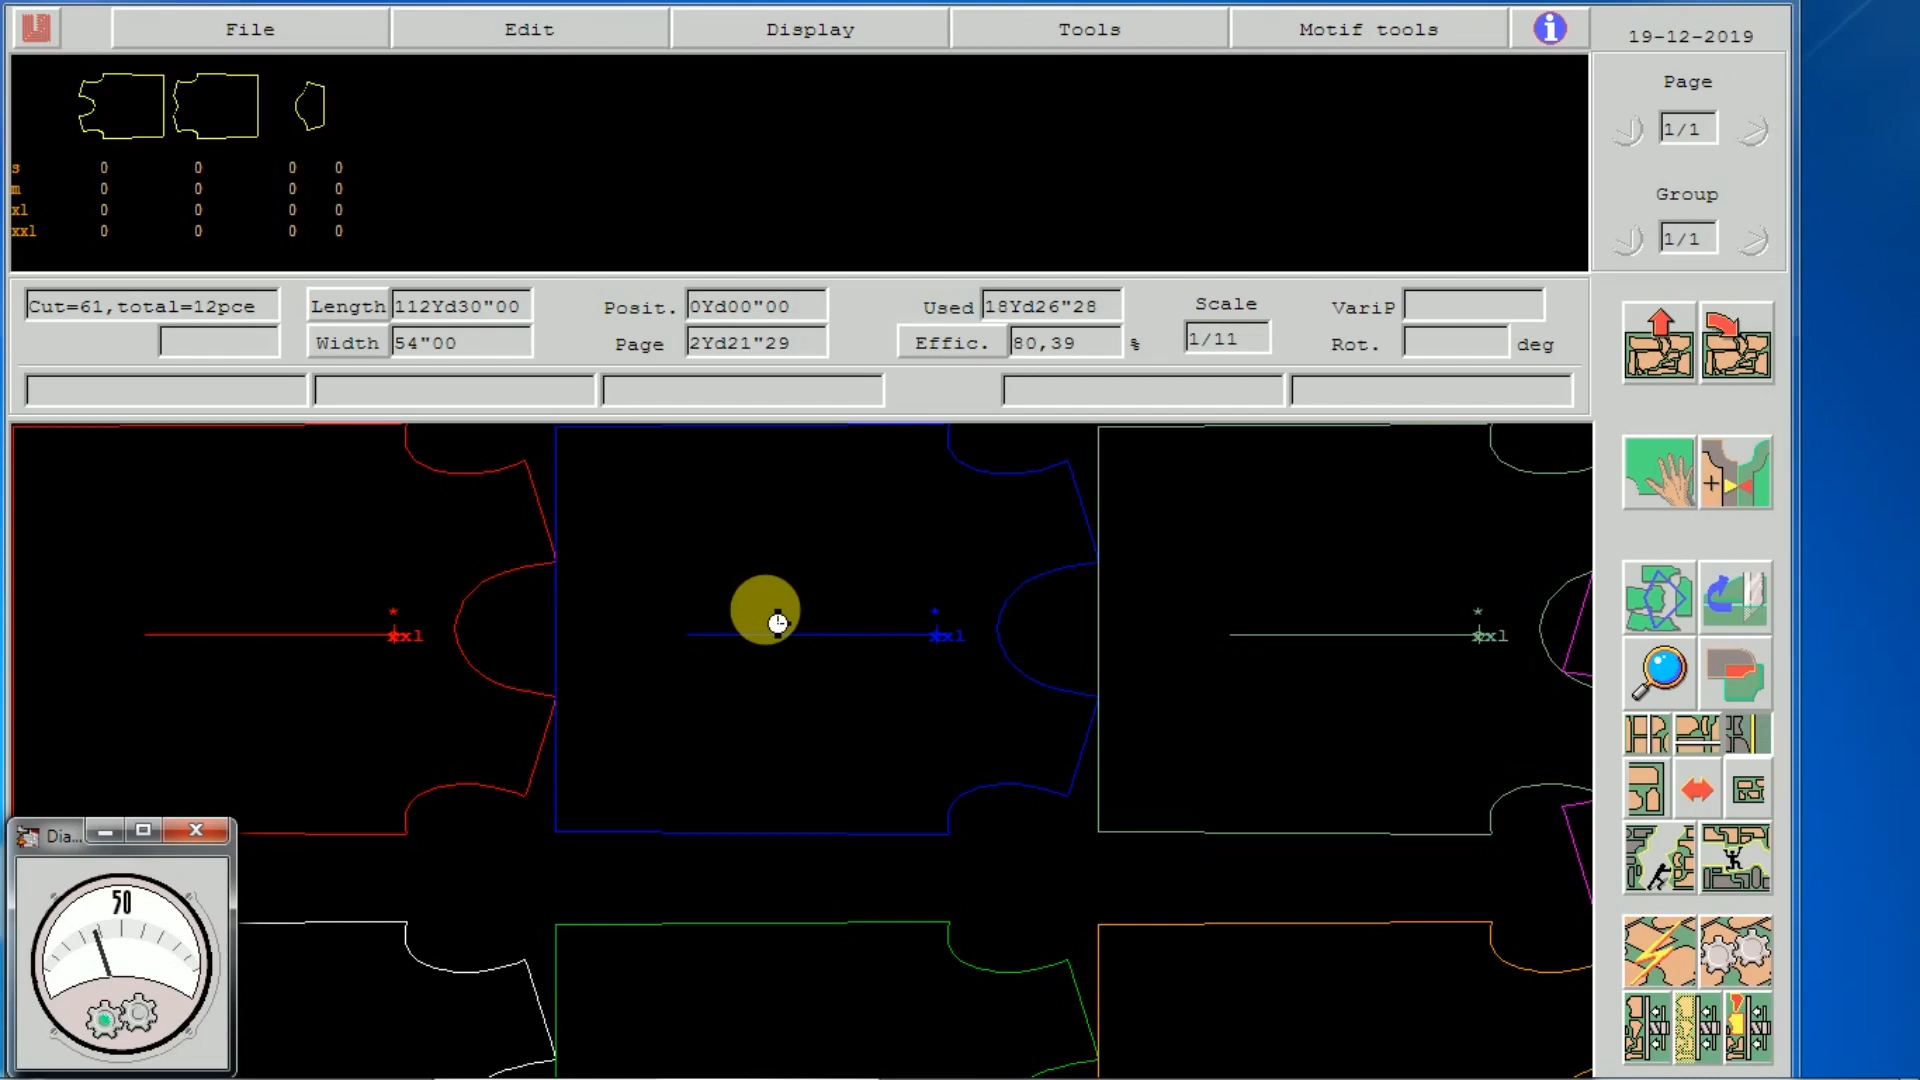 File Edit Display Tools Motif tools i 19-12-2019
Page
1/1
Group
1/1
s 0 0 0 0
m 0 0 0 0
xl 0 0 0 0
xxl 0 0 0 0
Cut=61,total=12pce Length 112Yd30"00 Posit. 0Yd00"00 Used 18Yd26"28 Scale VariP
Width 54"00 Page 2Yd21"29 Effic. 80,39 % 1/11 Rot. deg
* * *
xxl xxl xxl
Dia...
50